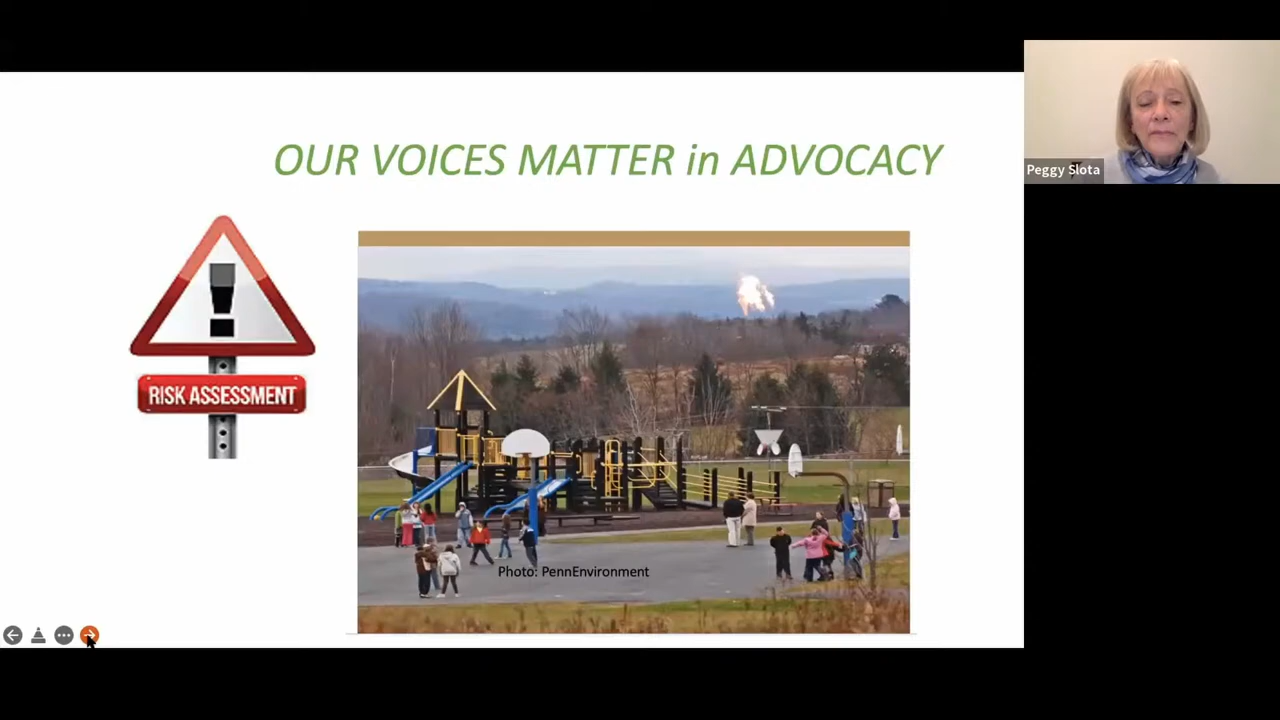 OUR VOICES MATTER in ADVOCACY
Peggy Slota
RISK ASSESSMENT
Photo: PennEnvironment